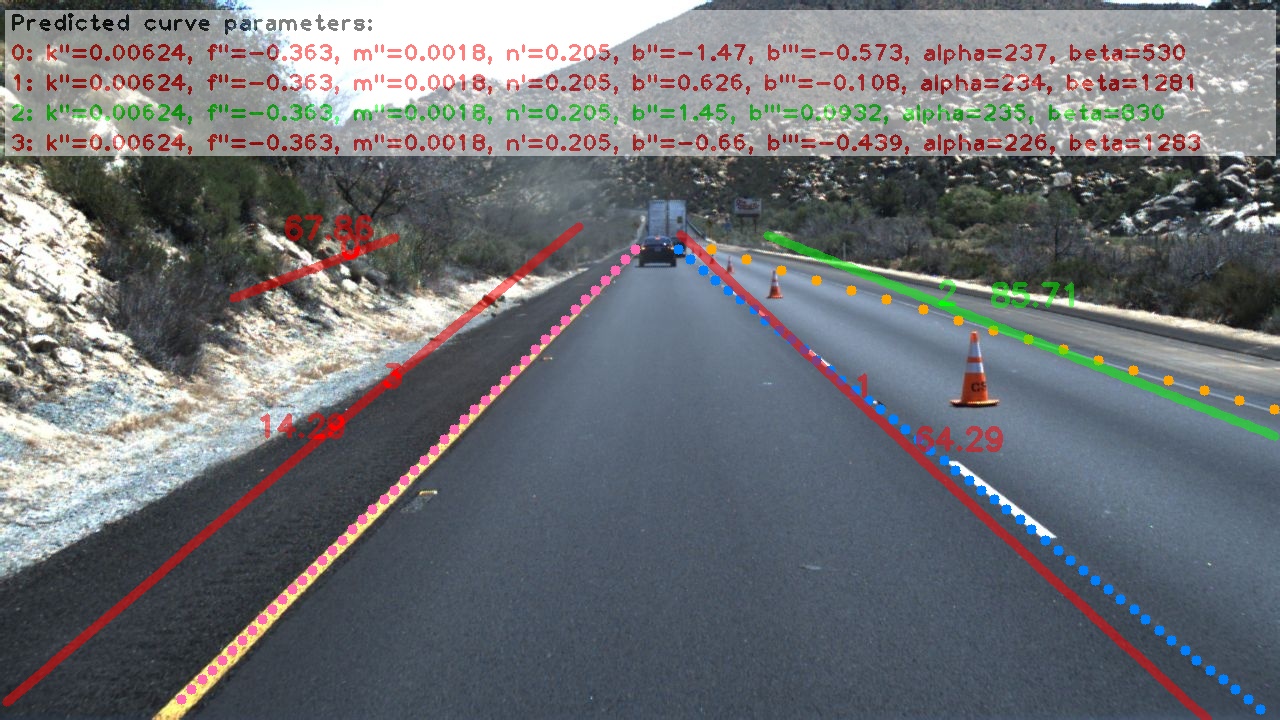 Predicted curve parameters:
0: k''=0.00624, f''=-0.363, m''=0.0018, n'=0.205, b''=-1.47, b'''=-0.573, alpha=237, beta=530
1: k''=0.00624, f''=-0.363, m''=0.0018, n'=0.205, b''=0.626, b'''=-0.108, alpha=234, beta=1281
2: k''=0.00624, f''=-0.363, m''=0.0018, n'=0.205, b''=1.45, b'''=0.0932, alpha=235, beta=830
3: k''=0.00624, f''=-0.363, m''=0.0018, n'=0.205, b''=-0.66, b'''=-0.439, alpha=226, beta=1283
67.86
0
2 85.71
3
1
CS
14.29
64.29